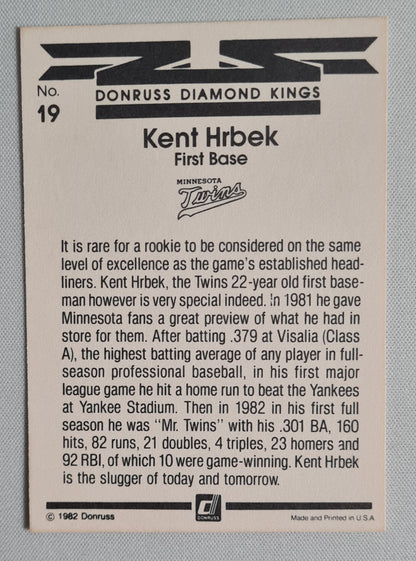 No.
19
DONRUSS DIAMOND KINGS
Kent Hrbek
First Base
MINNESOTA
Twins
It is rare for a rookie to be considered on the same
level of excellence as the game's established head-
liners. Kent Hrbek, the Twins 22-year old first base-
man however is very special indeed. In 1981 he gave
Minnesota fans a great preview of what he had in
store for them. After batting .379 at Visalia (Class
A), the highest batting average of any player in full-
season professional baseball, in his first major
league game he hit a home run to beat the Yankees
at Yankee Stadium. Then in 1982 in his first full
season he was "Mr. Twins" with his .301 BA, 160
hits, 82 runs, 21 doubles, 4 triples, 23 homers and
92 RBI, of which 10 were game-winning. Kent Hrbek
is the slugger of today and tomorrow.
© 1982 Donruss
DONRUSS
Made and Printed in U.S.A.